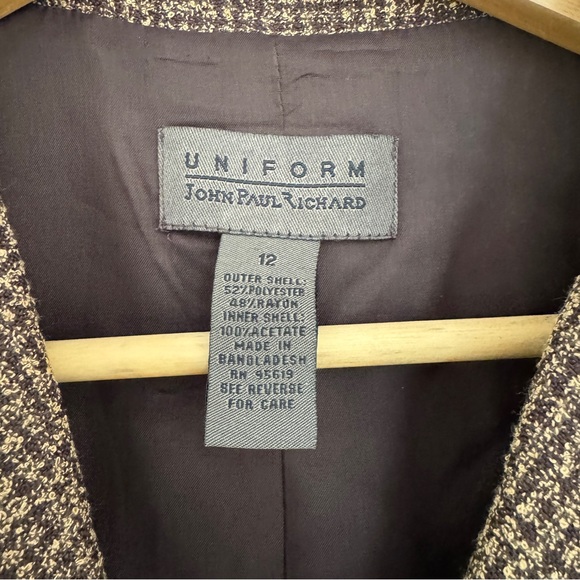 UNIFORM
JOHN PAUL RICHARD
12
OUTER SHELL:
52%POLYESTER
48%RAYON
INNER SHELL:
100%ACETATE
MADE IN
BANGLADESH
RN 95619
SEE REVERSE
FOR CARE